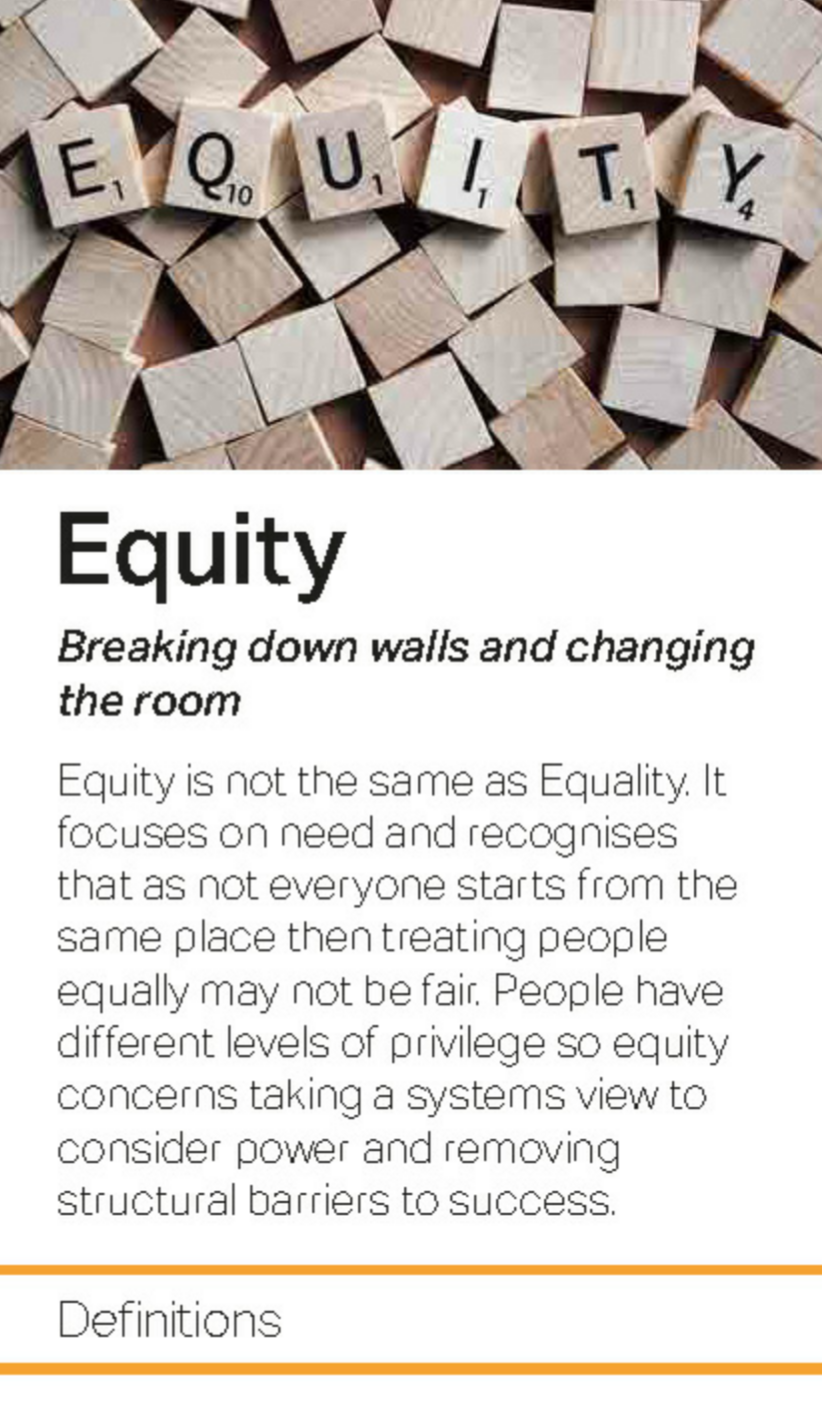 E1 Q10 U1 I1 T1 Y4
Equity
Breaking down walls and changing
the room
Equity is not the same as Equality. It
focuses on need and recognises
that as not everyone starts from the
same place then treating people
equally may not be fair. People have
different levels of privilege so equity
concerns taking a systems view to
consider power and removing
structural barriers to success.
Definitions